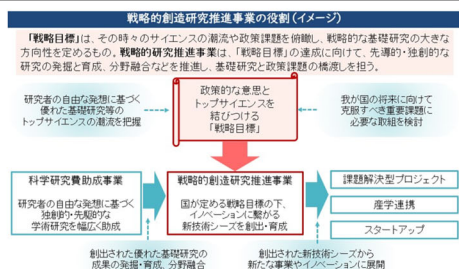 戦略的創造研究推進事業の役割(イメージ)
「戦略目標」は、その時々のサイエンスの潮流や政策課題を俯瞰し、戦略的な基礎研究の大きな
方向性を定めるもの。戦略的研究推進事業は、「戦略目標」の達成に向けて、先導的・独創的な
研究の発掘と育成、分野融合などを推進し、基礎研究と政策課題の橋渡しを担う。
研究者の自由な発想に基づく
優れた基礎研究等の
トップサイエンスの潮流を把握
政策的な意思と
トップサイエンスを
結びつける
「戦略目標」
我が国の将来に向けて
克服すべき重要課題に
必要な取組を検討
科学研究費助成事業
研究者の自由な発想に基づく
独創的・先駆的な
学術研究を幅広く助成
戦略的創造研究推進事業
国が定める戦略目標の下、
イノベーションに繋がる
新技術シーズを創出・育成
課題解決型プロジェクト
産学連携
スタートアップ
創出された優れた基礎研究の
成果の発掘・育成、分野融合
創出された新技術シーズから
新たな事業やイノベーションに展開